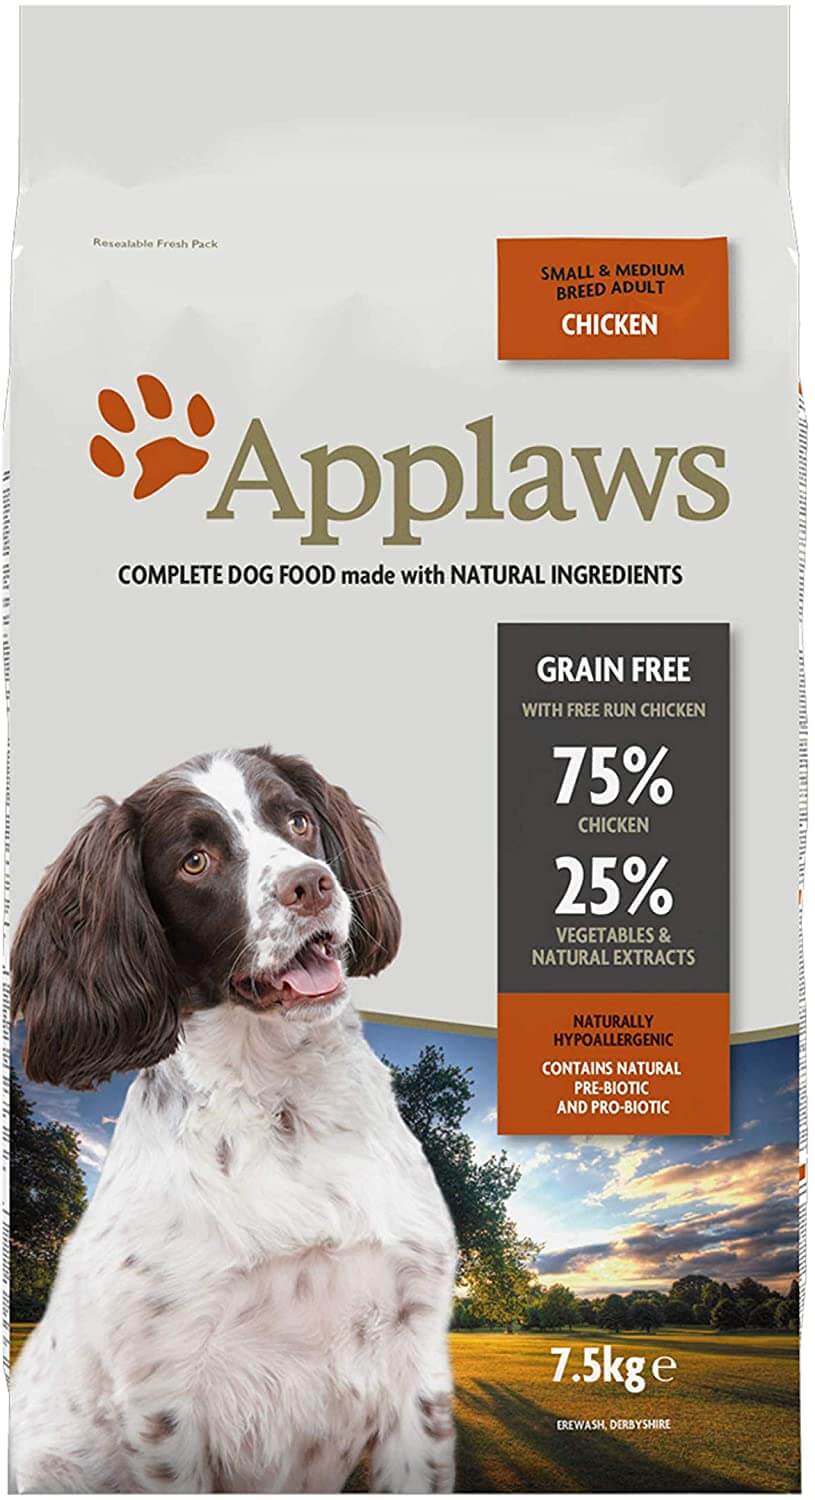 Resealable Fresh Pack
SMALL & MEDIUM
BREED ADULT
CHICKEN
Applaws
COMPLETE DOG FOOD made with NATURAL INGREDIENTS
GRAIN FREE
WITH FREE RUN CHICKEN
75%
CHICKEN
25%
VEGETABLES &
NATURAL EXTRACTS
NATURALLY
HYPOALLERGENIC
CONTAINS NATURAL
PRE-BIOTIC
AND PRO-BIOTIC
7.5kg e
EREWASH, DERBYSHIRE